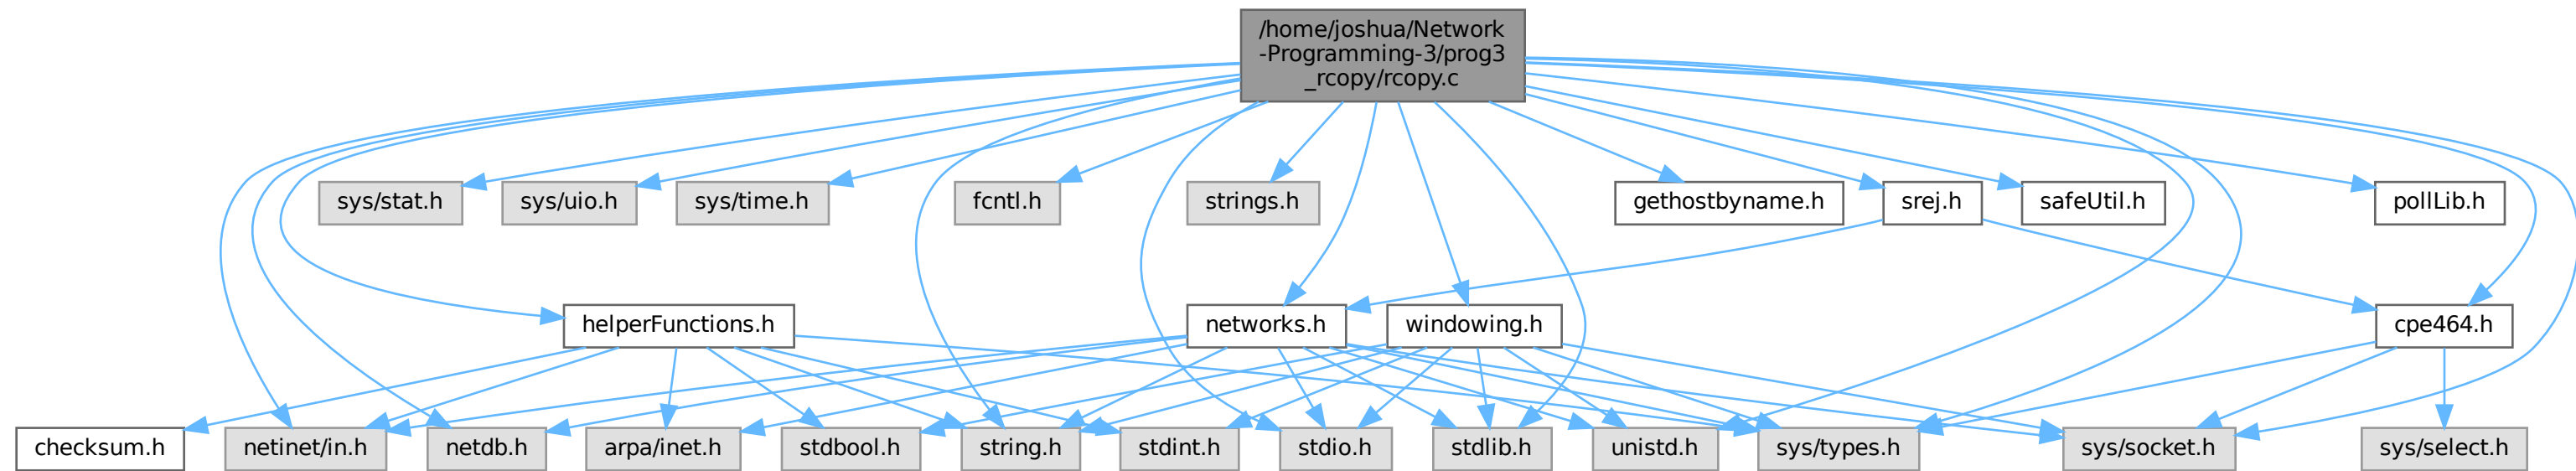 /home/joshua/Network
-Programming-3/prog3
_rcopy/rcopy.c
sys/stat.h
sys/uio.h
sys/time.h
fcntl.h
strings.h
gethostbyname.h
srej.h
safeUtil.h
pollLib.h
helperFunctions.h
networks.h
windowing.h
cpe464.h
checksum.h
netinet/in.h
netdb.h
arpa/inet.h
stdbool.h
string.h
stdint.h
stdio.h
stdlib.h
unistd.h
sys/types.h
sys/socket.h
sys/select.h